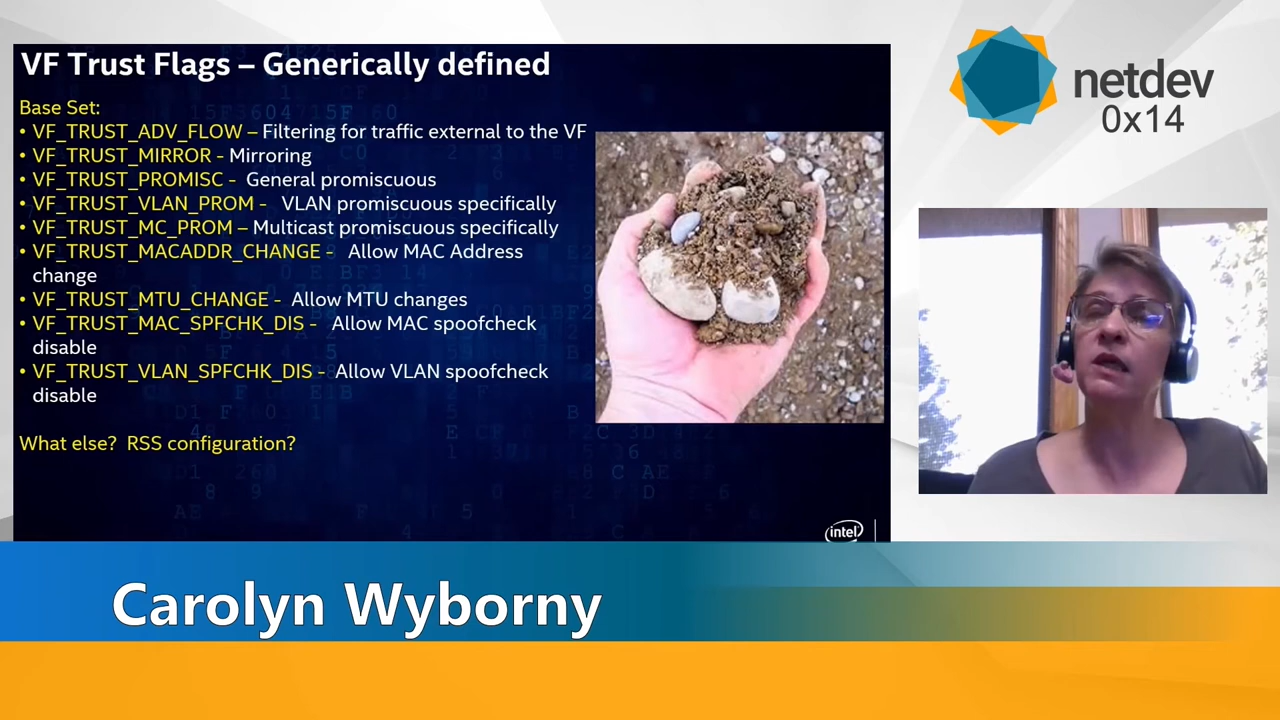 VF Trust Flags – Generically defined
Base Set:
• VF_TRUST_ADV_FLOW – Filtering for traffic external to the VF
• VF_TRUST_MIRROR - Mirroring
• VF_TRUST_PROMISC - General promiscuous
• VF_TRUST_VLAN_PROM - VLAN promiscuous specifically
• VF_TRUST_MC_PROM – Multicast promiscuous specifically
• VF_TRUST_MACADDR_CHANGE - Allow MAC Address
change
• VF_TRUST_MTU_CHANGE - Allow MTU changes
• VF_TRUST_MAC_SPFCHK_DIS - Allow MAC spoofcheck
disable
• VF_TRUST_VLAN_SPFCHK_DIS - Allow VLAN spoofcheck
disable
What else? RSS configuration?
intel
netdev
0x14
Carolyn Wyborny